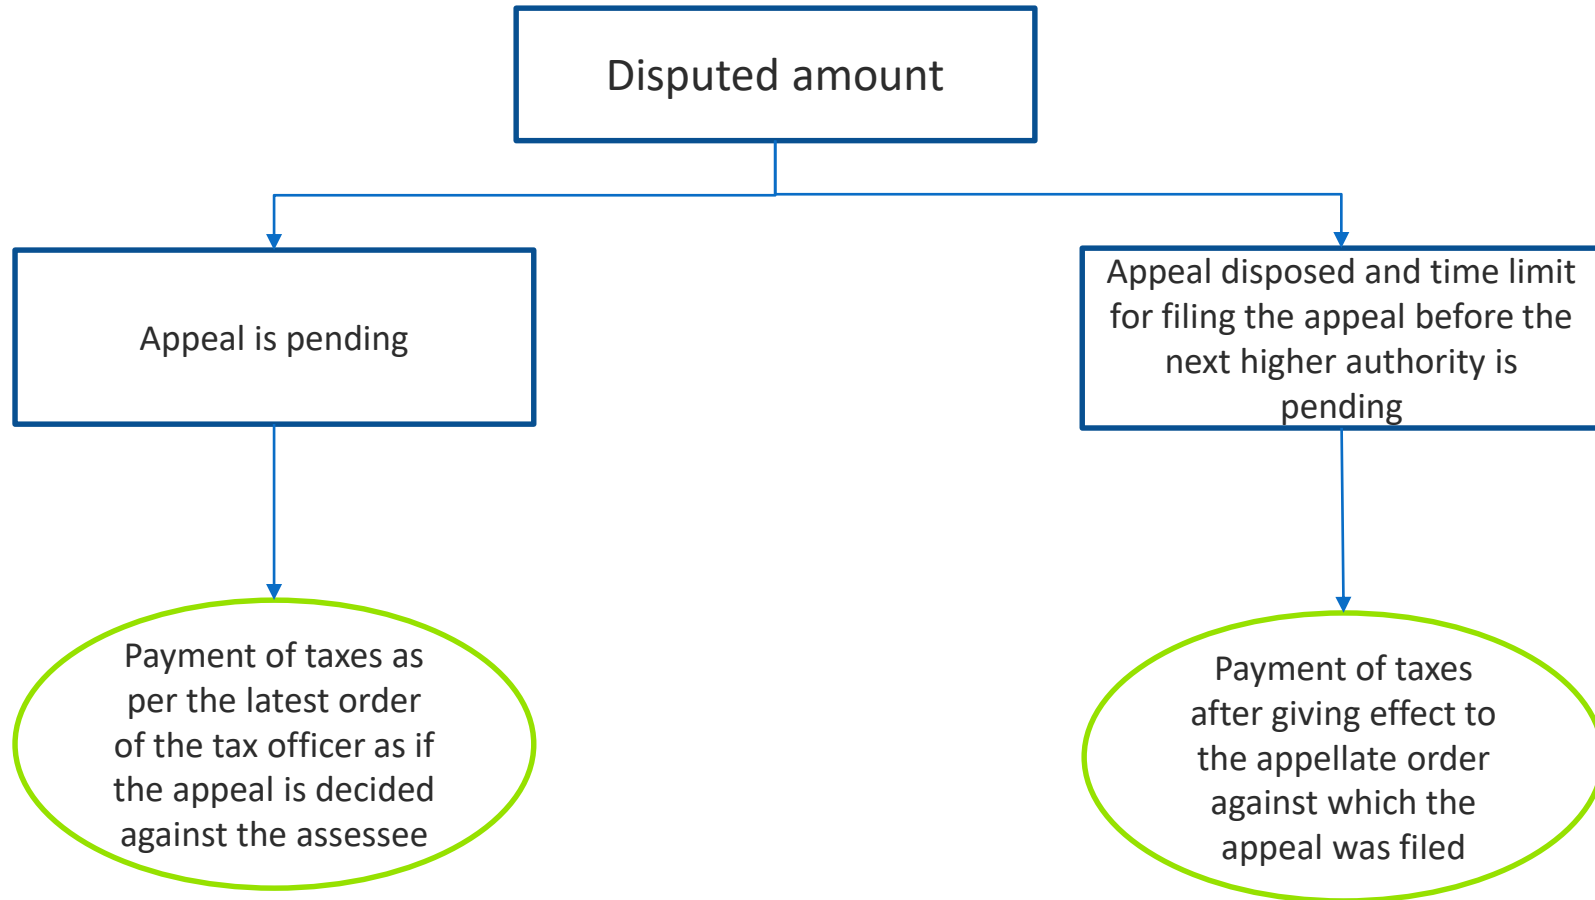 Disputed amount
Appeal is pending
Appeal disposed and time limit
for filing the appeal before the
next higher authority is
pending
Payment of taxes as
per the latest order
of the tax officer as if
the appeal is decided
against the assessee
Payment of taxes
after giving effect to
the appellate order
against which the
appeal was filed